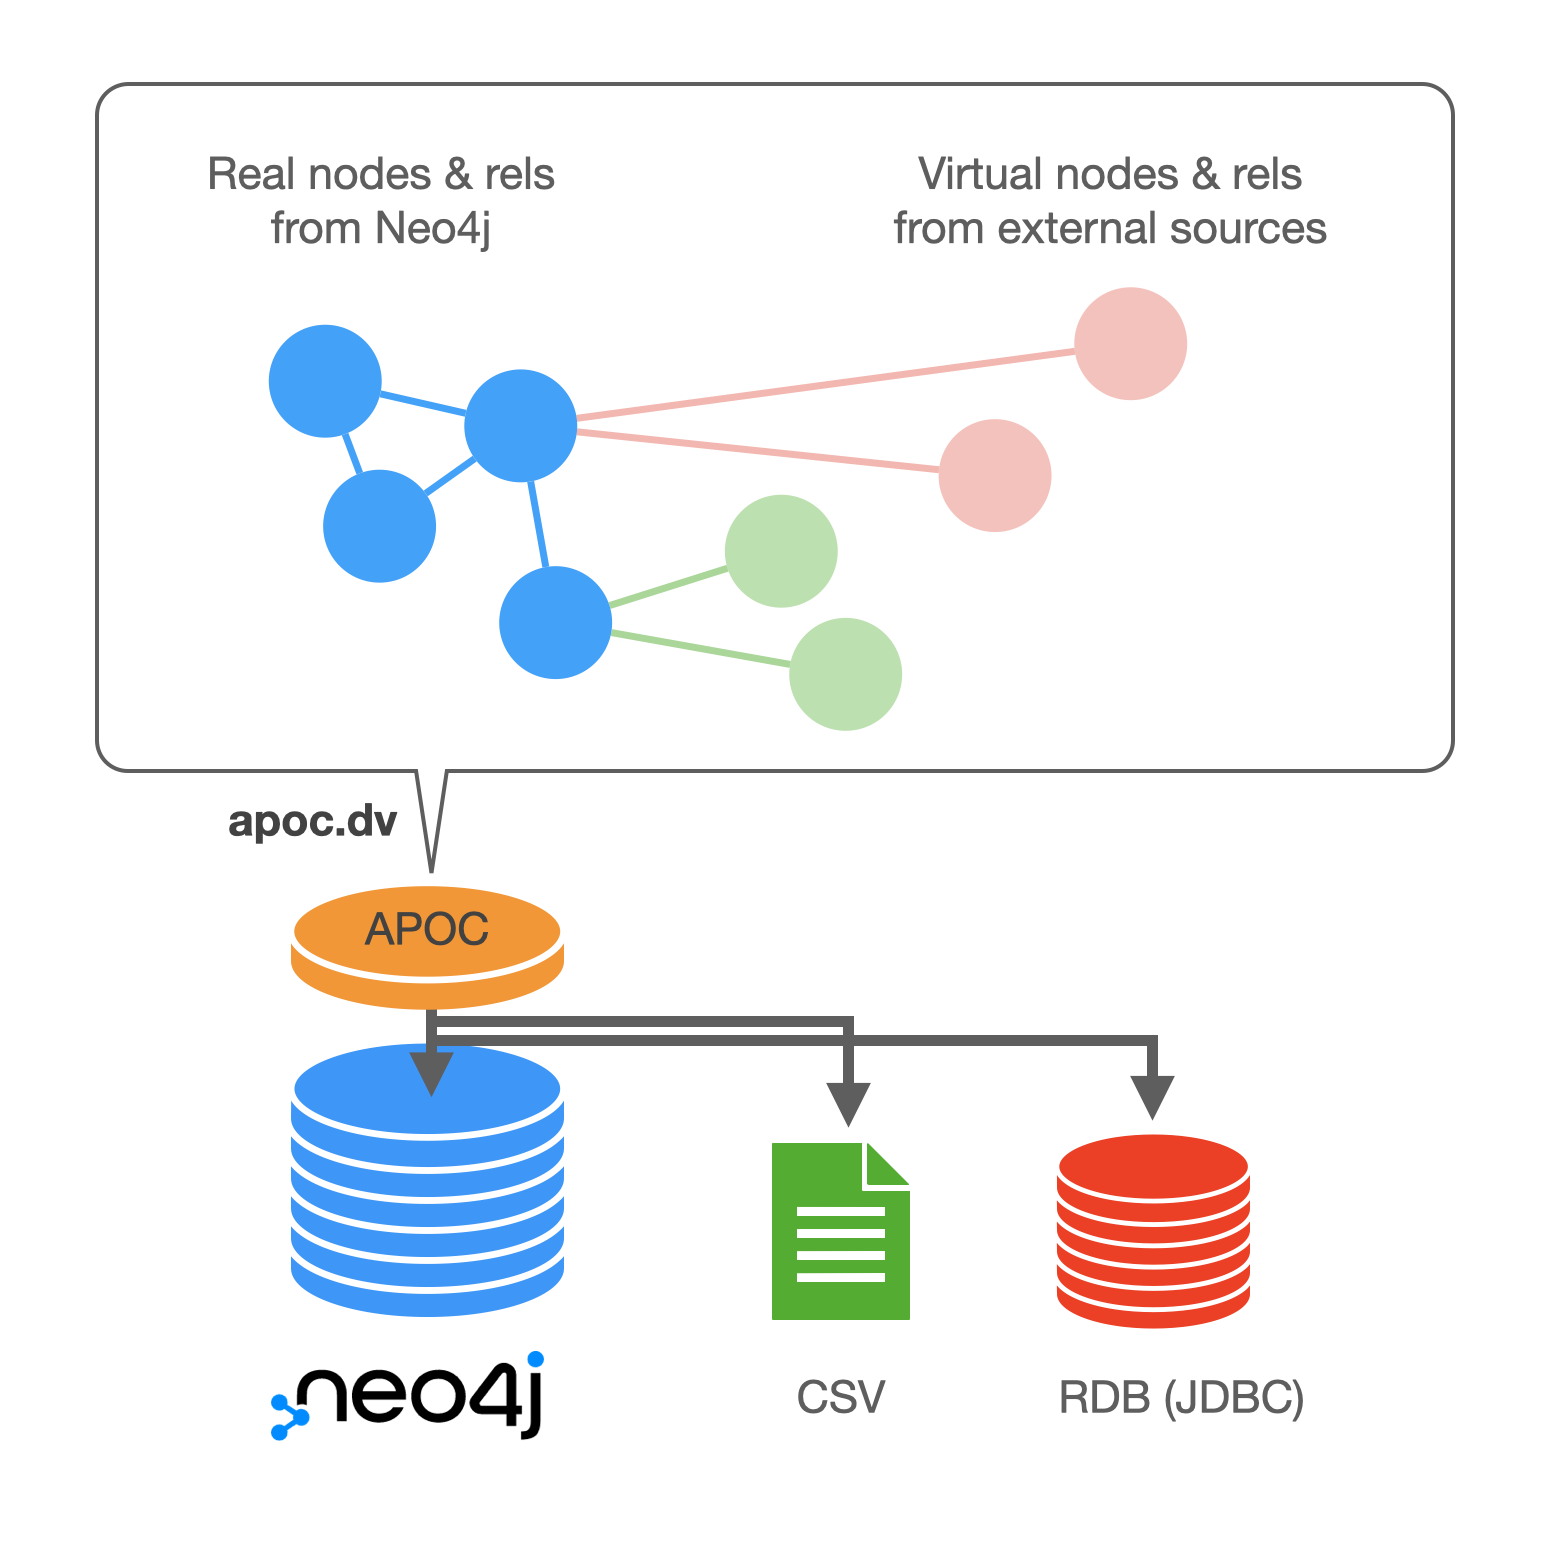 Real nodes & rels
from Neo4j
Virtual nodes & rels
from external sources
apoc.dv
APOC
neo4j
CSV
RDB (JDBC)